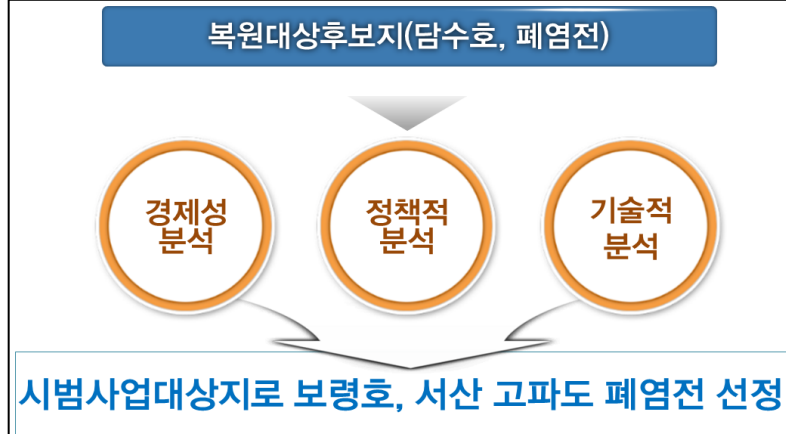 복원대상후보지(담수호, 폐염전)
경제성
분석
정책적
분석
기술적
분석
시범사업대상지로 보령호, 서산 고파도 폐염전 선정